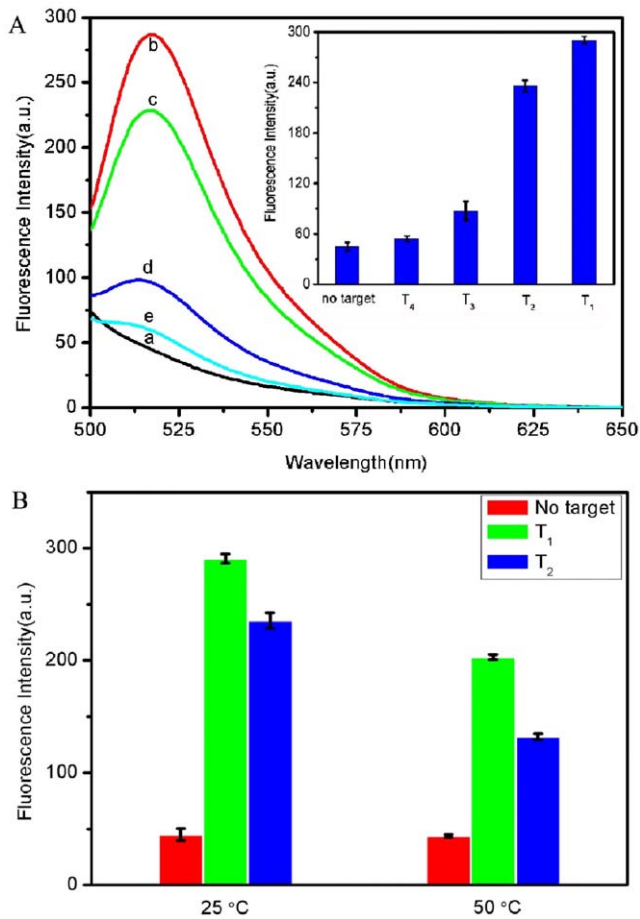 A
Fluorescence Intensity(a.u.)
300
250
200
150
100
50
0
500
525
550
575
600
625
650
Wavelength(nm)
b
c
d
e
a
Fluorescence Intensity(a.u.)
300
240
180
120
60
0
no target
T₄
T₃
T₂
T₁
B
Fluorescence Intensity(a.u.)
300
200
100
0
25 °C
50 °C
No target
T₁
T₂